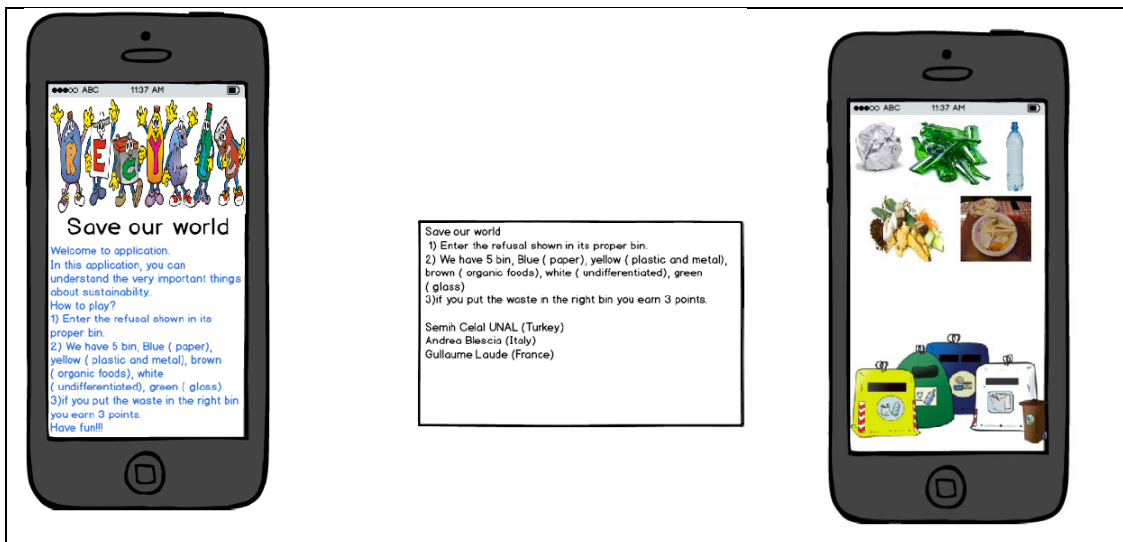 ●●●○○ ABC 11:37 AM
RECYCLE
Save our world
Welcome to application.
In this application, you can
understand the very important things
about sustainability.
How to play?
1) Enter the refusal shown in its
proper bin.
2) We have 5 bin, Blue ( paper),
yellow ( plastic and metal), brown
( organic foods), white
( undifferentiated), green ( glass)
3)if you put the waste in the right bin
you earn 3 points.
Have fun!!!
Save our world
1) Enter the refusal shown in its proper bin.
2) We have 5 bin, Blue ( paper), yellow ( plastic and metal),
brown ( organic foods), white ( undifferentiated), green
( glass)
3)if you put the waste in the right bin you earn 3 points.
Semih Celal UNAL (Turkey)
Andrea Blescia (Italy)
Gullaume Laude (France)
●●●○○ ABC 11:37 AM